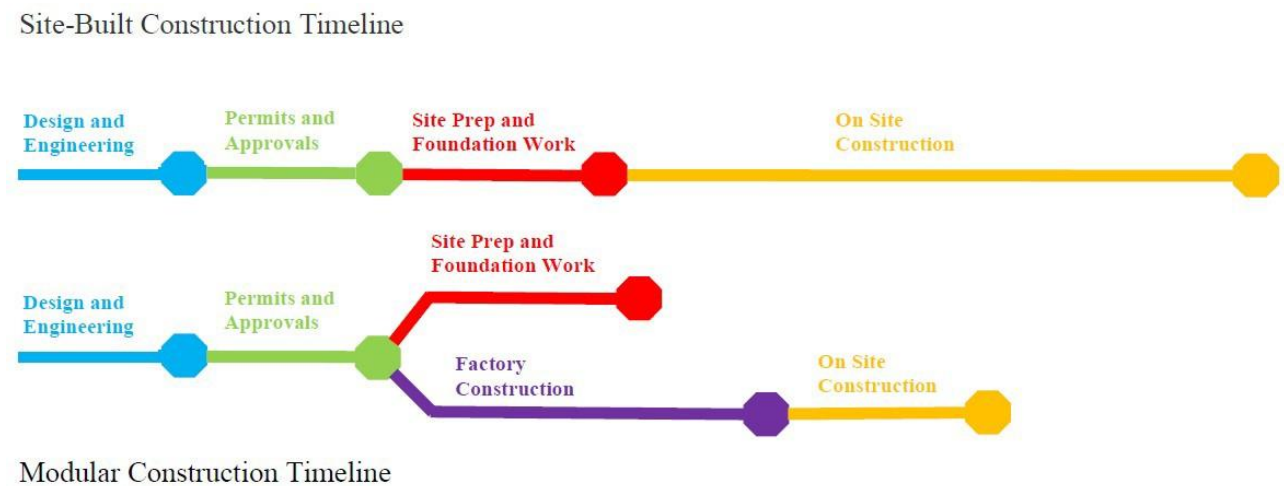 Site-Built Construction Timeline
Design and
Engineering
Permits and
Approvals
Site Prep and
Foundation Work
On Site
Construction
Site Prep and
Foundation Work
Design and
Engineering
Permits and
Approvals
Factory
Construction
On Site
Construction
Modular Construction Timeline